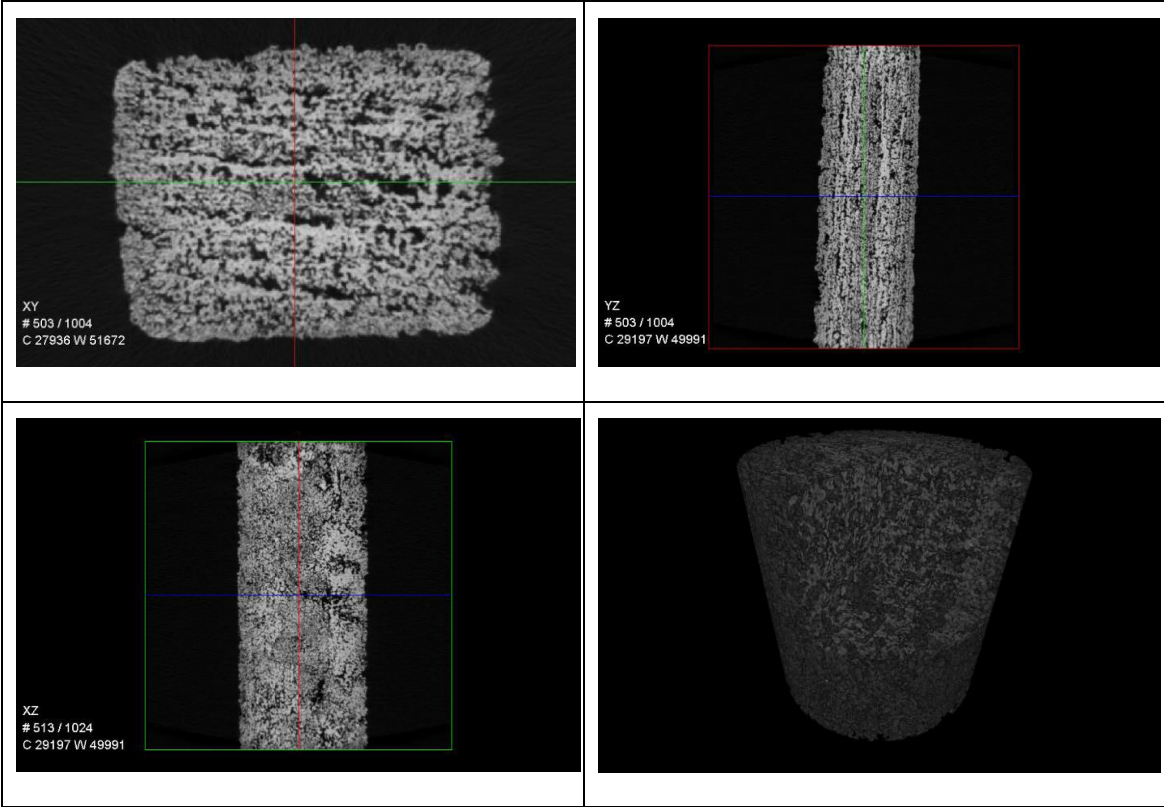 XY
# 503 / 1004
C 27936 W 51672
YZ
# 503 / 1004
C 29197 W 49991
XZ
# 513 / 1024
C 29197 W 49991